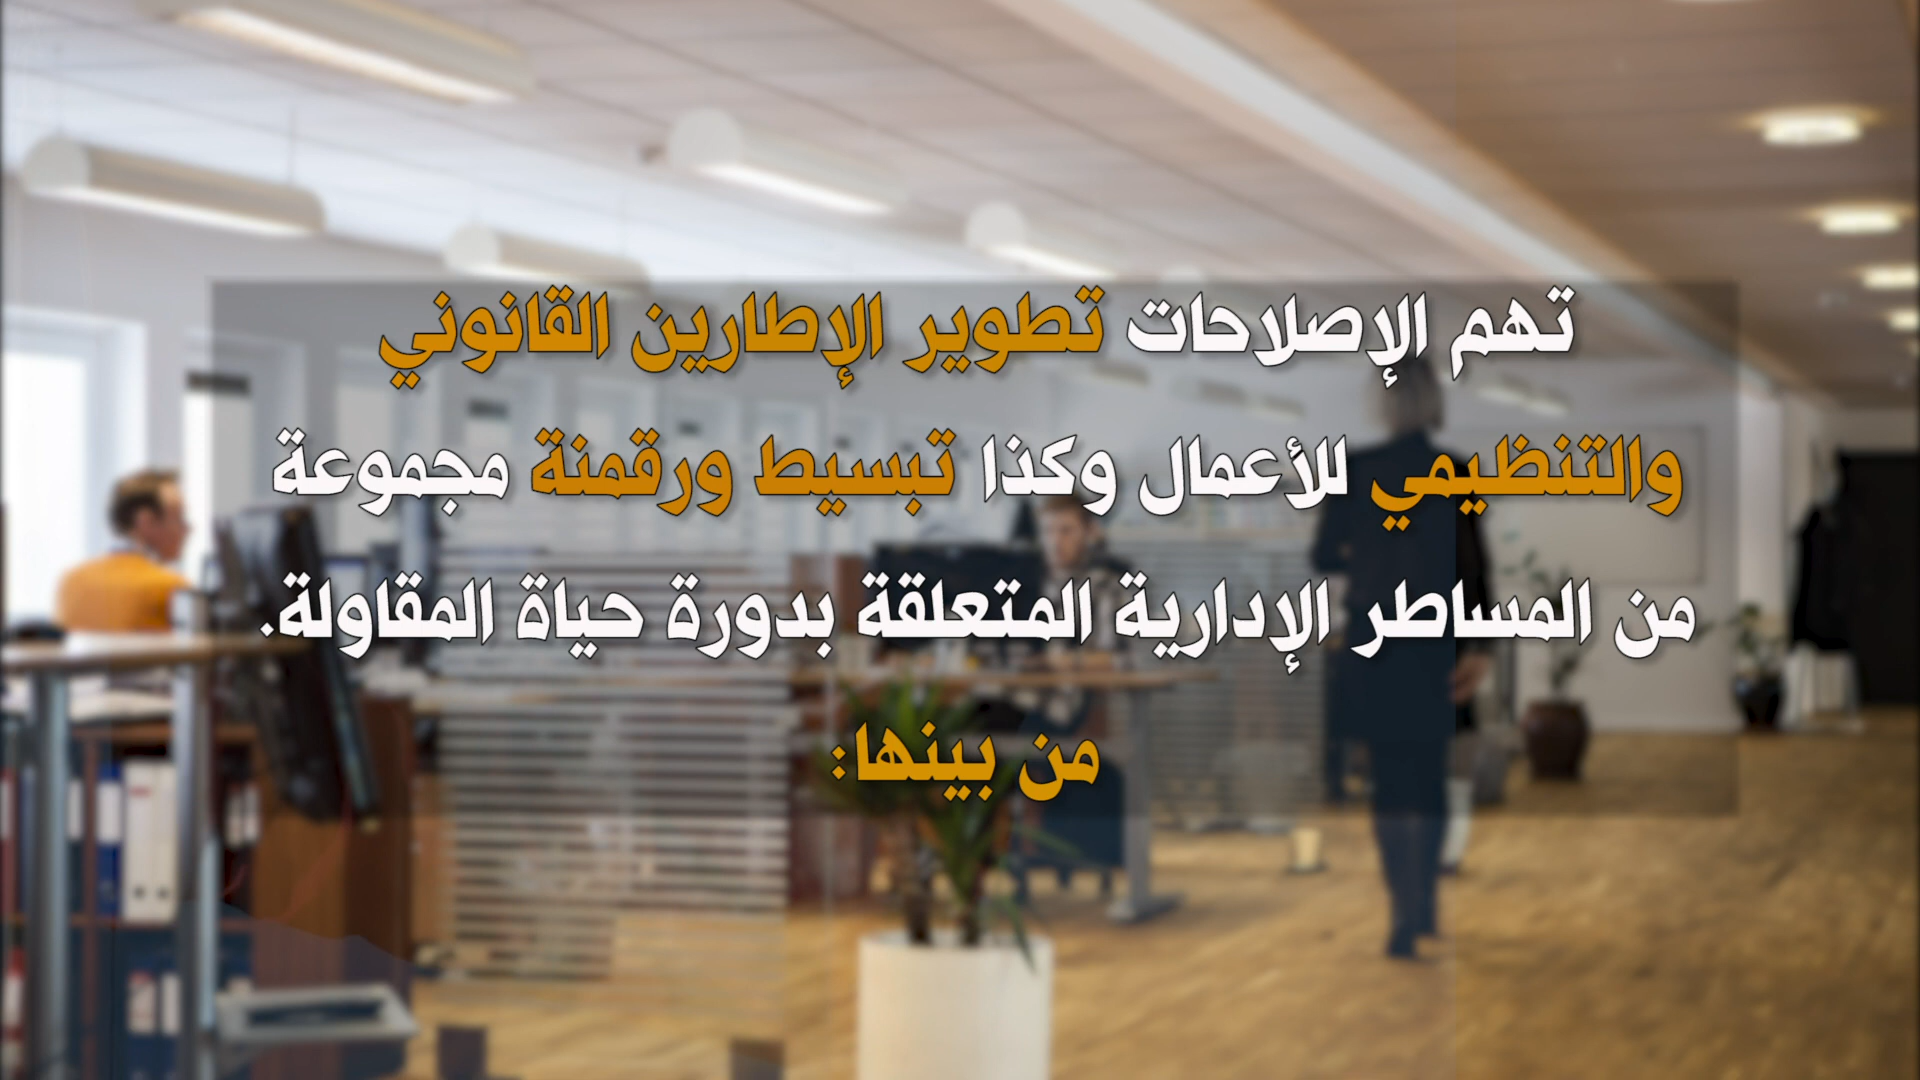 تهم الإصلاحات تطوير الإطارين القانوني
والتنظيمي للأعمال وكذا تبسيط ورقمنة مجموعة
من المساطر الإدارية المتعلقة بدورة حياة المقاولة.
من بينها: